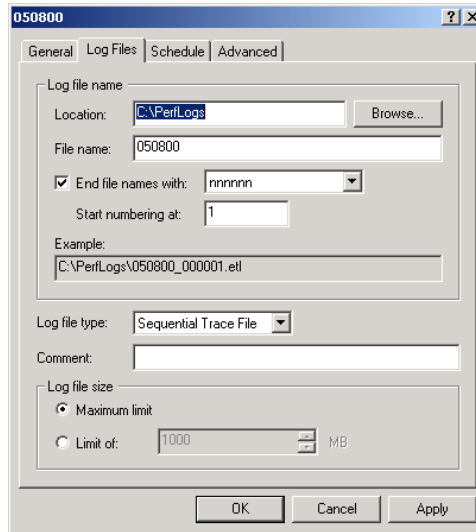 050800
General Log Files Schedule Advanced
Log file name
Location: C:\PerfLogs Browse...
File name: 050800
End file names with: nnnnnn
Start numbering at: 1
Example:
C:\PerfLogs\050800_000001.etl
Log file type: Sequential Trace File
Comment:
Log file size
Maximum limit
Limit of: 1000 MB
OK Cancel Apply